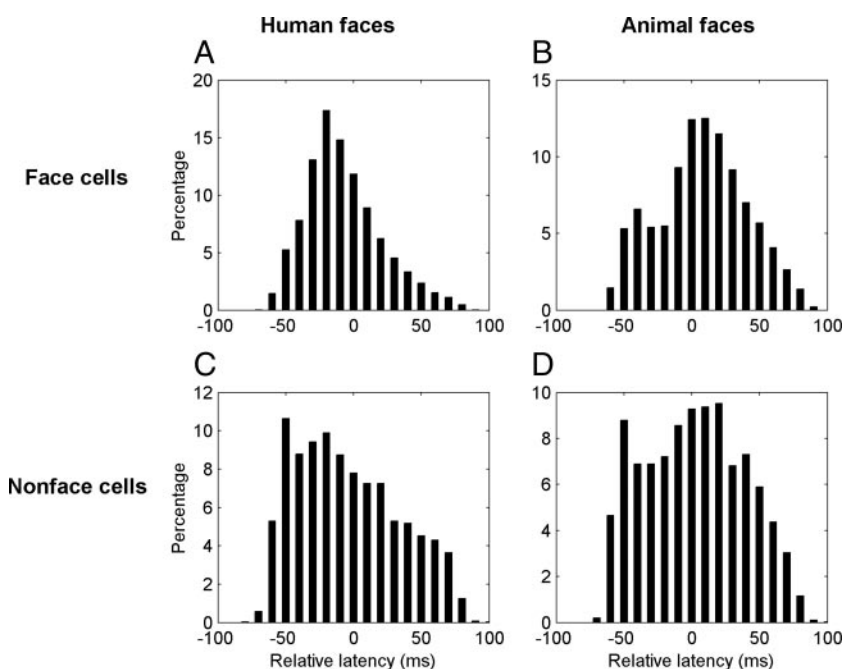 Human faces
Animal faces
A
B
Face cells
Nonface cells
Percentage
20
15
10
5
0
-100 -50 0 50 100
15
10
5
0
-100 -50 0 50 100
C
D
Percentage
12
10
8
6
4
2
0
-100 -50 0 50 100
Relative latency (ms)
10
8
6
4
2
0
-100 -50 0 50 100
Relative latency (ms)